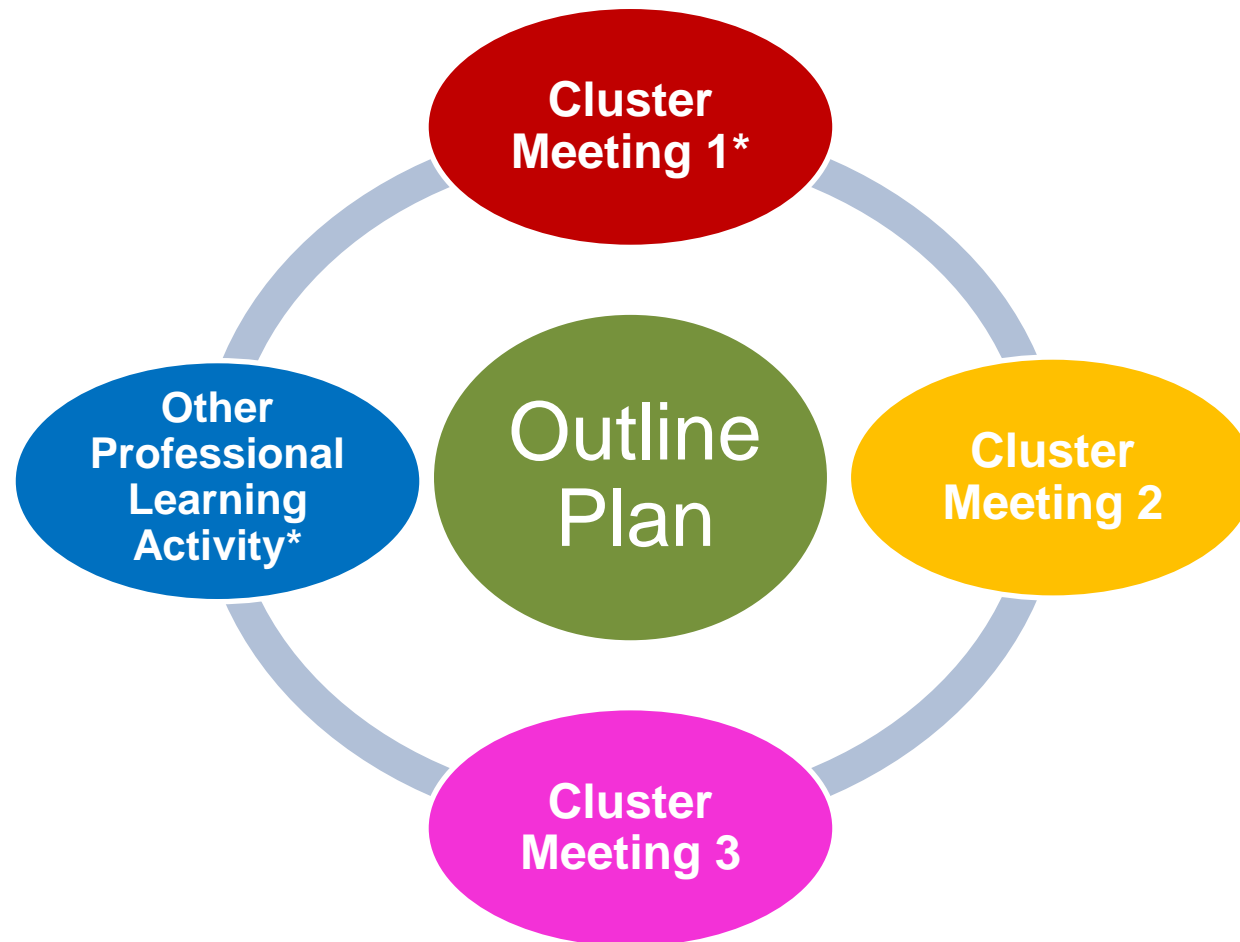 Cluster
Meeting 1*
Other
Professional
Learning
Activity*
Outline
Plan
Cluster
Meeting 2
Cluster
Meeting 3